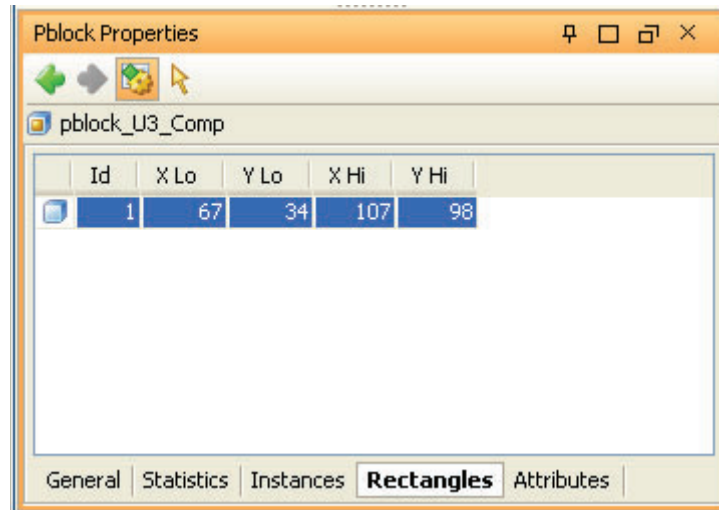 Pblock Properties
pblock_U3_Comp
Id X Lo Y Lo X Hi Y Hi
1 67 34 107 98
General Statistics Instances Rectangles Attributes